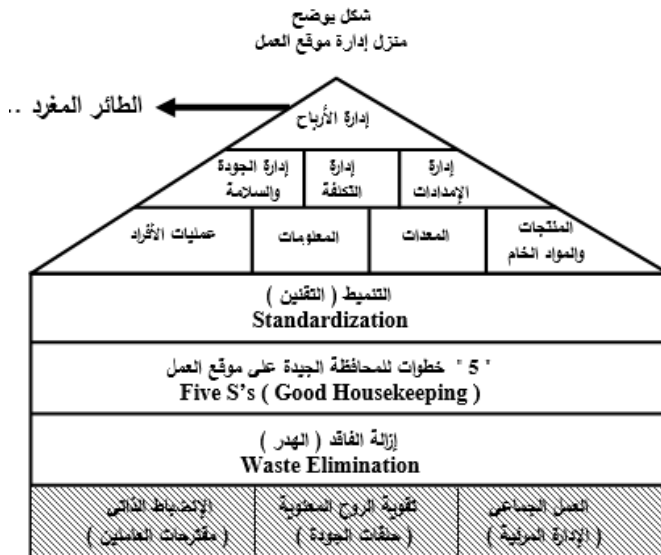 شكل يوضح
منزل إدارة موقع العمل
الطائر المغرد ..
إدارة الأرباح
إدارة
الإمدادات
إدارة
التكلفة
إدارة الجودة
والسلامة
المنتجات
والمواد الخام
المعدات
المعلومات
عمليات الأفراد
التنميط ( التقنين )
Standardization
" 5 " خطوات للمحافظة الجيدة على موقع العمل
Five S's ( Good Housekeeping )
إزالة الفاقد ( الهدر )
Waste Elimination
العمل الجماعى
( الإدارة المرئية )
تقوية الروح المعنوية
( حلقات الجودة )
الإنضباط الذاتى
( مقترحات العاملين )